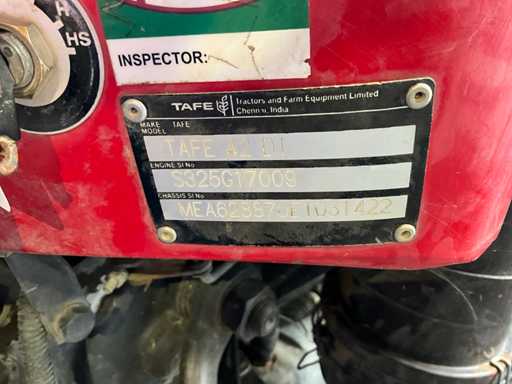 H
HS
INSPECTOR:
TAFE Tractors and Farm Equipment Limited
Chennai, India
MAKE TAFE
MODEL TAFE 42 DI
ENGINE Sl No S325G17009
CHASSIS Sl No